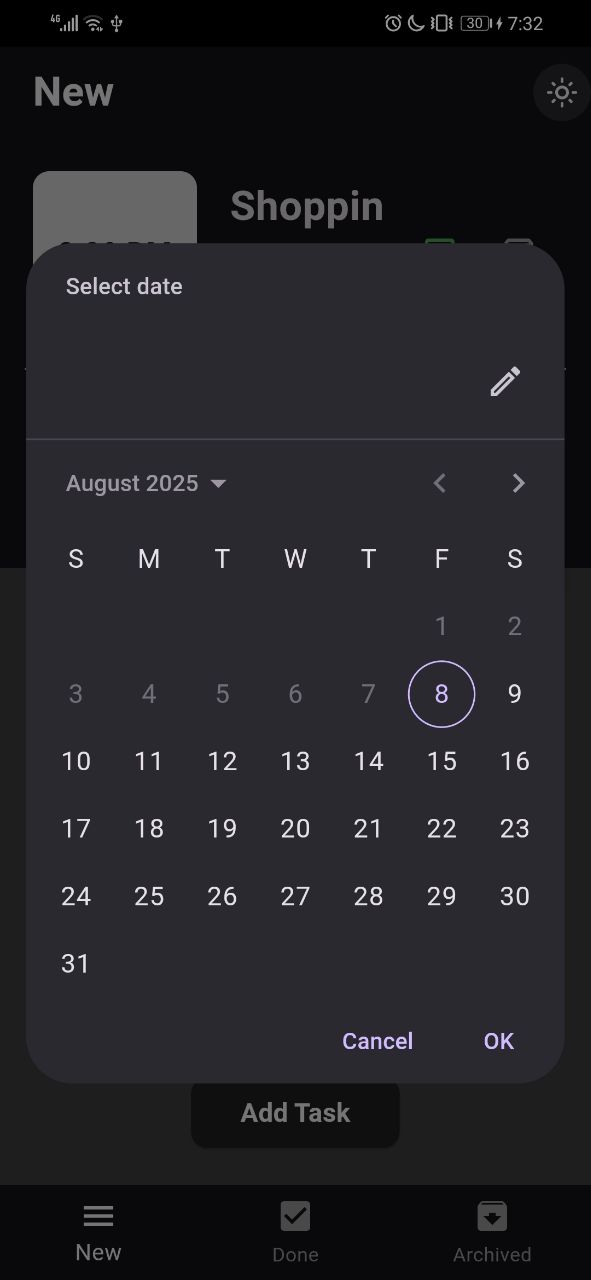 4G 30 7:32
New
Shoppin
Select date
August 2025
S M T W T F S
1 2
3 4 5 6 7 8 9
10 11 12 13 14 15 16
17 18 19 20 21 22 23
24 25 26 27 28 29 30
31
Cancel OK
Add Task
New Done Archived